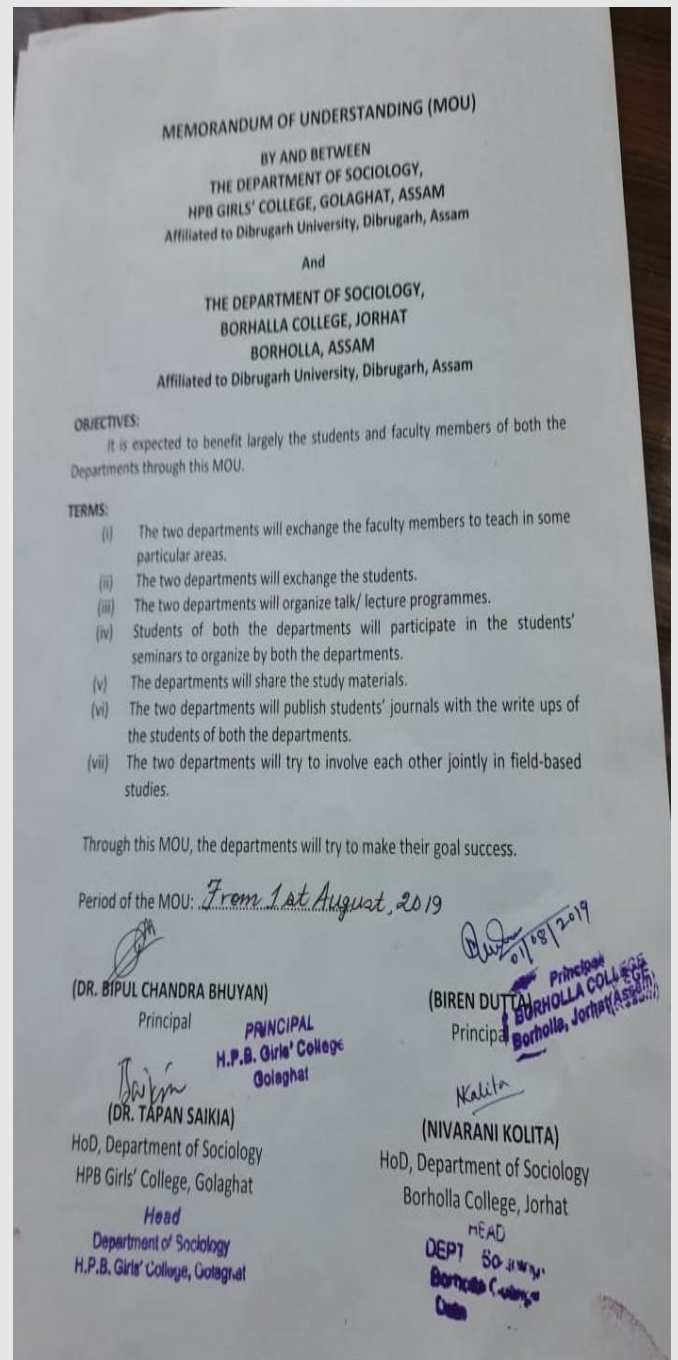 MEMORANDUM OF UNDERSTANDING (MOU)
BY AND BETWEEN
THE DEPARTMENT OF SOCIOLOGY,
HPB GIRLS' COLLEGE, GOLAGHAT, ASSAM
Affiliated to Dibrugarh University, Dibrugarh, Assam
And
THE DEPARTMENT OF SOCIOLOGY,
BORHALLA COLLEGE, JORHAT
BORHOLLA, ASSAM
Affiliated to Dibrugarh University, Dibrugarh, Assam
OBJECTIVES:
It is expected to benefit largely the students and faculty members of both the
Departments through this MOU.
TERMS:
(i) The two departments will exchange the faculty members to teach in some
particular areas.
(ii) The two departments will exchange the students.
(iii) The two departments will organize talk/ lecture programmes.
(iv) Students of both the departments will participate in the students'
seminars to organize by both the departments.
(v) The departments will share the study materials.
(vi) The two departments will publish students' journals with the write ups of
the students of both the departments.
(vii) The two departments will try to involve each other jointly in field-based
studies.
Through this MOU, the departments will try to make their goal success.
Period of the MOU: From 1st August, 2019
01/08/2019
(DR. BIPUL CHANDRA BHUYAN)
Principal
PRINCIPAL
H.P.B. Girls' College
Golaghat
(BIREN DUTTA)
Principal
Principal
BORHOLLA COLLEGE
Borholla, Jorhat (Assam)
Saikia
(DR. TAPAN SAIKIA)
HoD, Department of Sociology
HPB Girls' College, Golaghat
Head
Department of Sociology
H.P.B. Girls' College, Golaghat
NKalita
(NIVARANI KOLITA)
HoD, Department of Sociology
Borholla College, Jorhat
HEAD
DEPT
Borholla